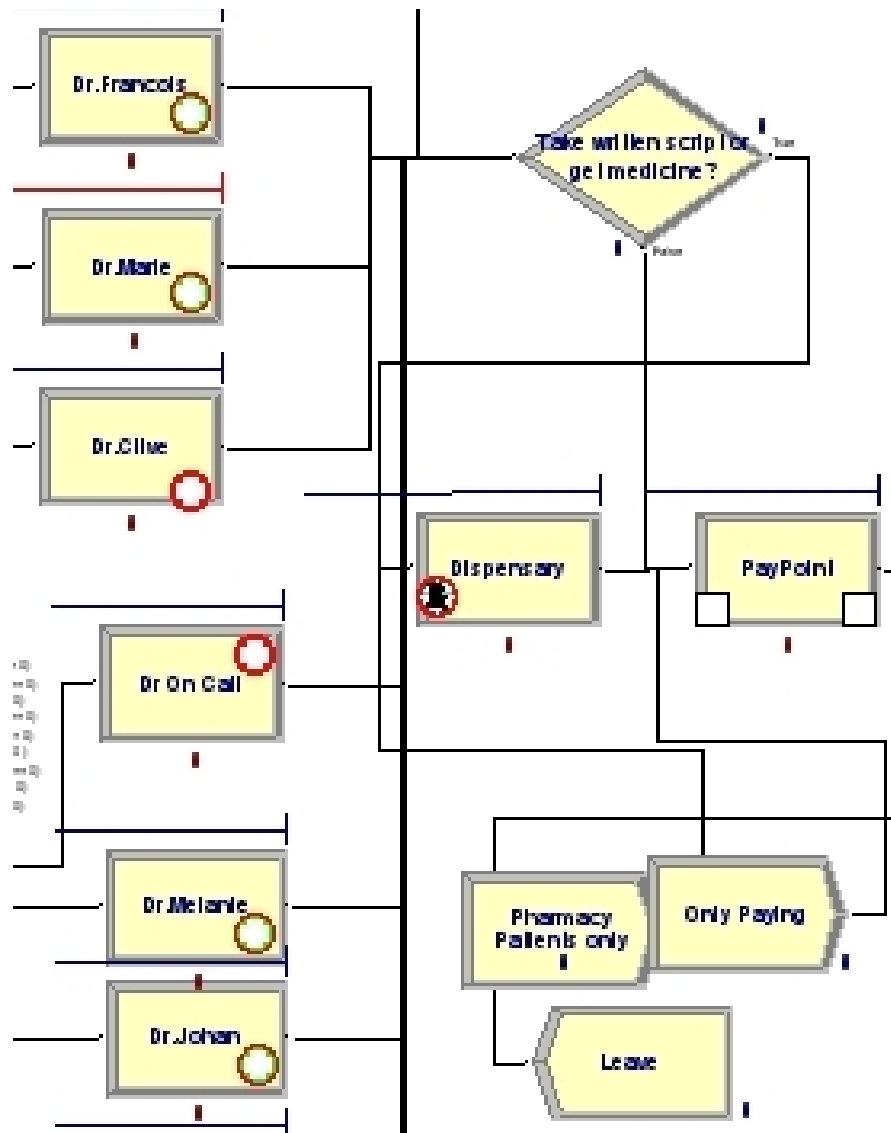 Dr.Francois
Take written script or
get medicine?
True
False
Dr.Marie
Dr.Clive
Dispensary
PayPoint
Dr On Call
Dr.Melanie
Only Paying
Pharmacy
Patients only
Dr.Johan
Leave